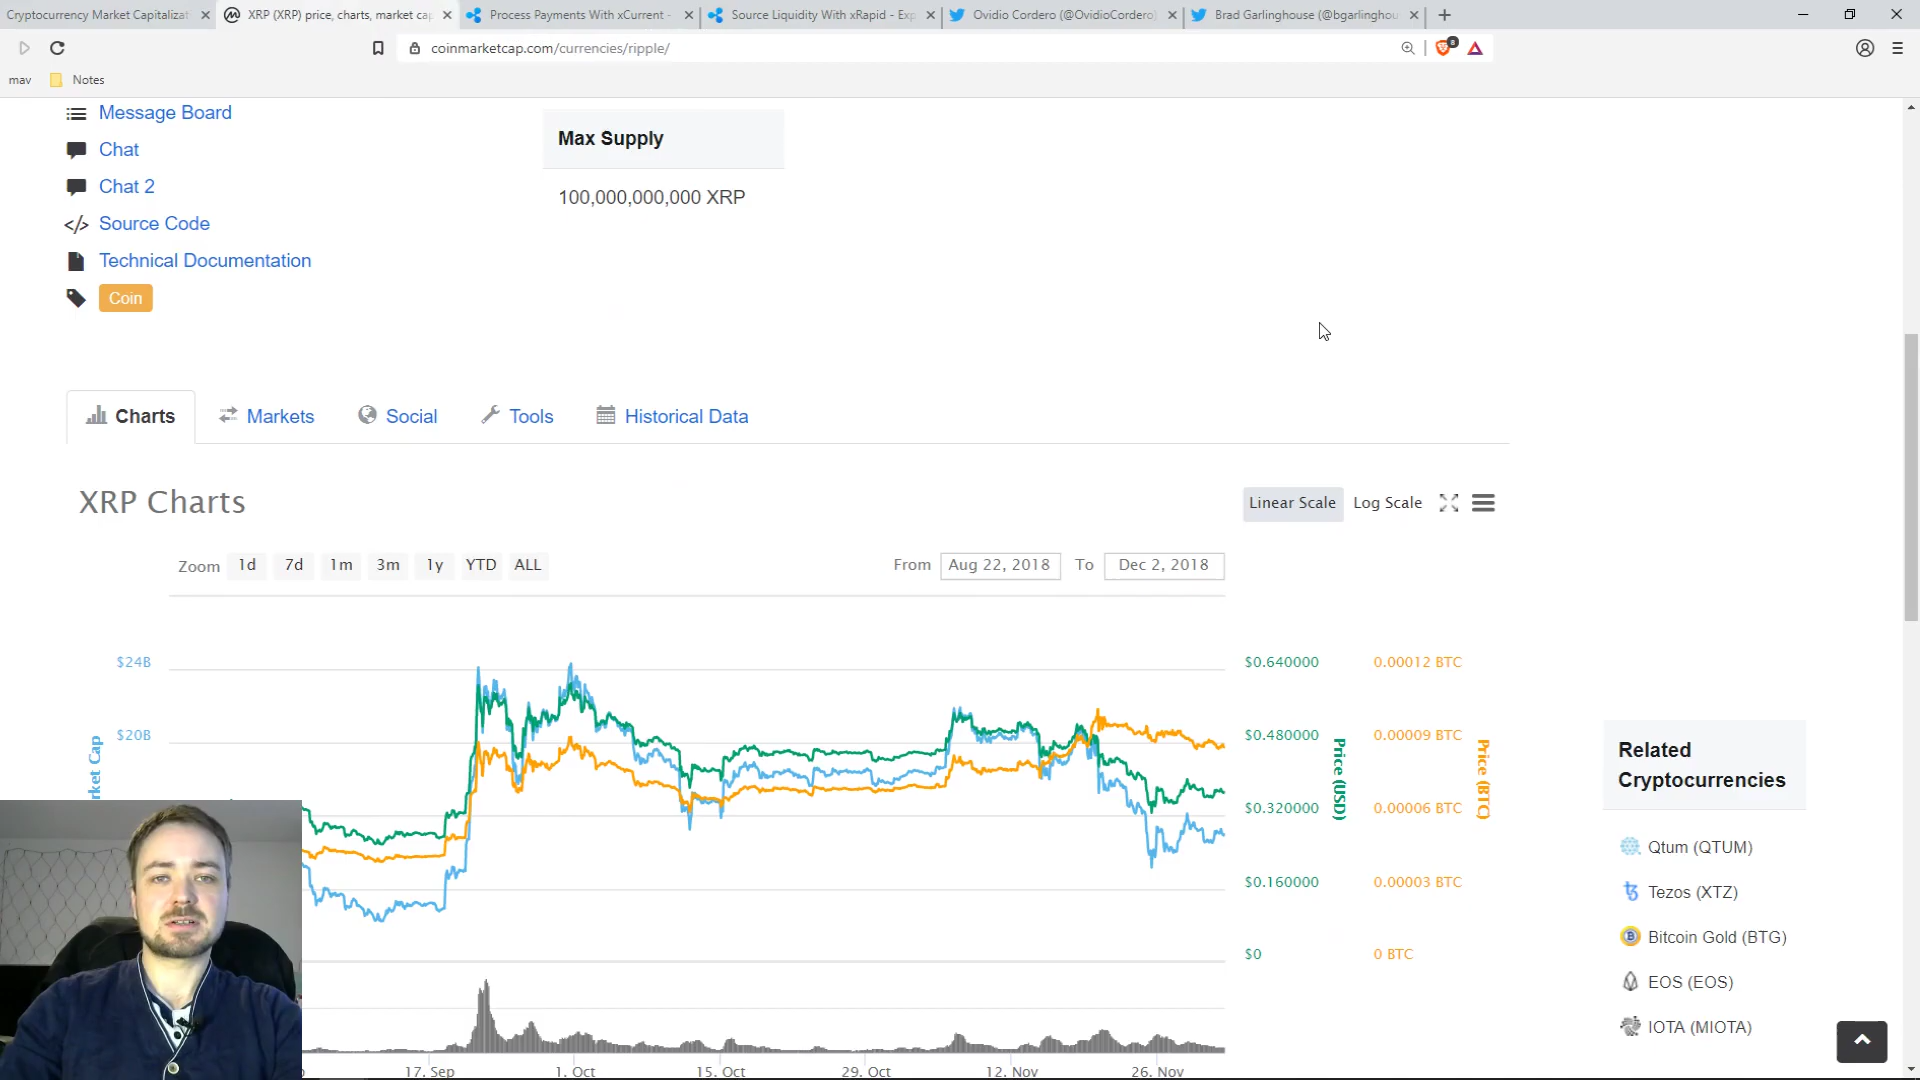 Cryptocurrency Market Capitalizat
XRP (XRP) price, charts, market cap
Process Payments With xCurrent -
Source Liquidity With xRapid - Exp
Ovidio Cordero (@OvidioCordero)
Brad Garlinghouse (@bgarlinghou
coinmarketcap.com/currencies/ripple/
8
mav
Notes
Message Board
Chat
Chat 2
Source Code
Technical Documentation
Coin
Max Supply
100,000,000,000 XRP
Charts
Markets
Social
Tools
Historical Data
XRP Charts
Linear Scale
Log Scale
Zoom 1d 7d 1m 3m 1y YTD ALL
From Aug 22, 2018 To Dec 2, 2018
$24B
$20B
rket Cap
$0.640000
$0.480000
$0.320000
$0.160000
$0
Price (USD)
0.00012 BTC
0.00009 BTC
0.00006 BTC
0.00003 BTC
0 BTC
Price (BTC)
17. Sep
1. Oct
15. Oct
29. Oct
12. Nov
26. Nov
Related
Cryptocurrencies
Qtum (QTUM)
Tezos (XTZ)
Bitcoin Gold (BTG)
EOS (EOS)
IOTA (MIOTA)